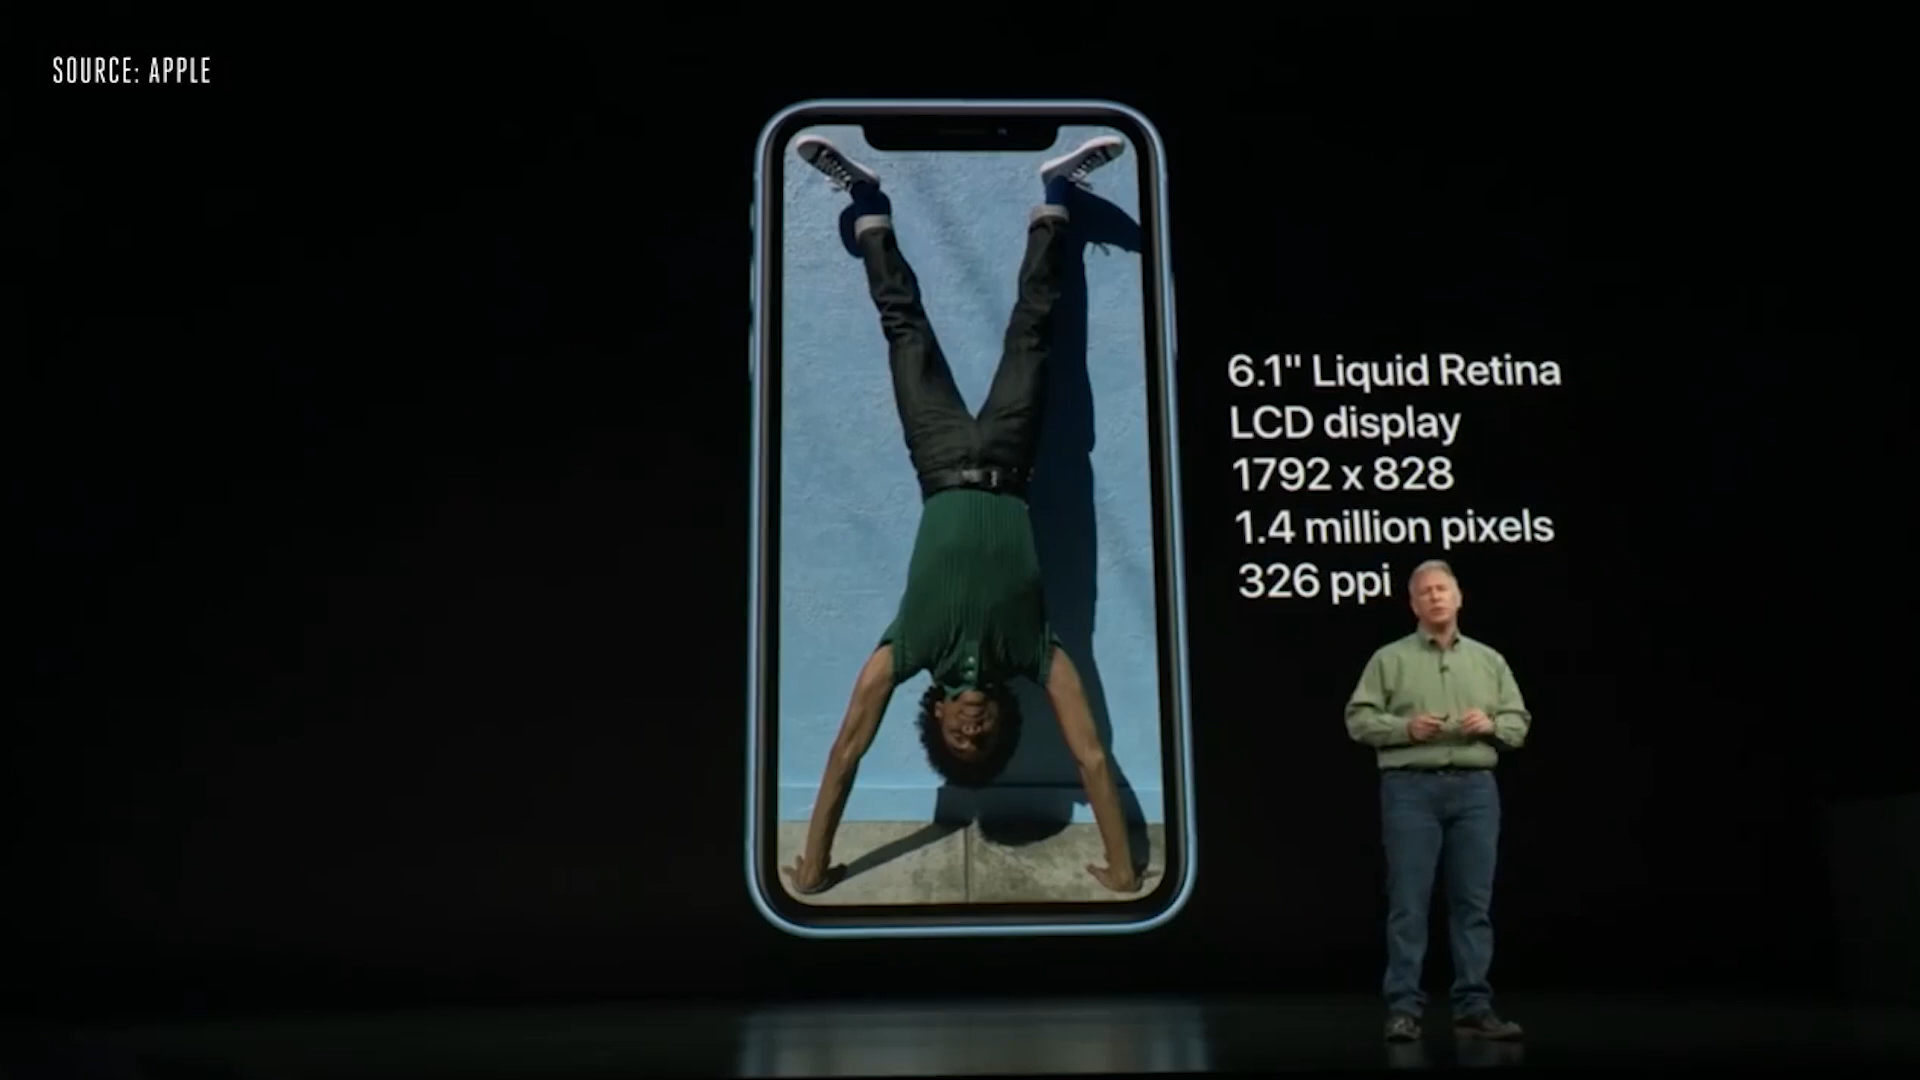 SOURCE: APPLE
6.1" Liquid Retina
LCD display
1792 x 828
1.4 million pixels
326 ppi